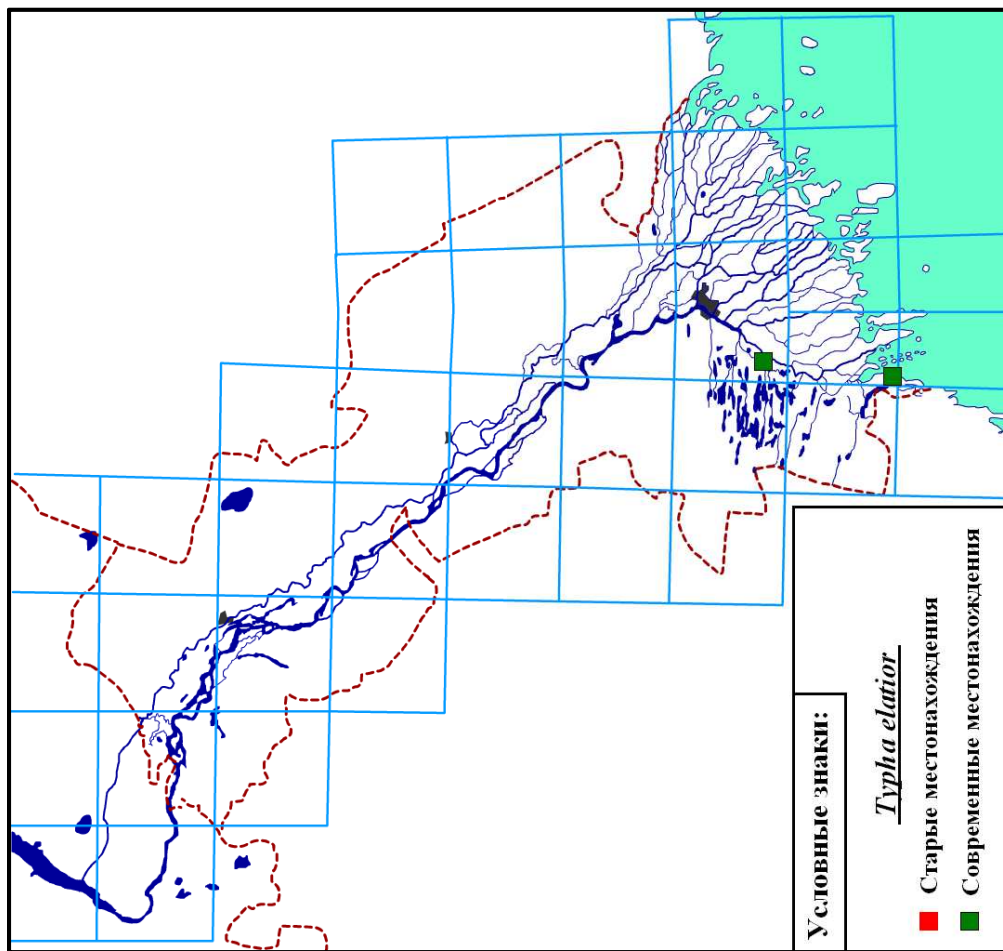 Условные знаки:
Typha elatior
Старые местонахождения
Современные местонахождения